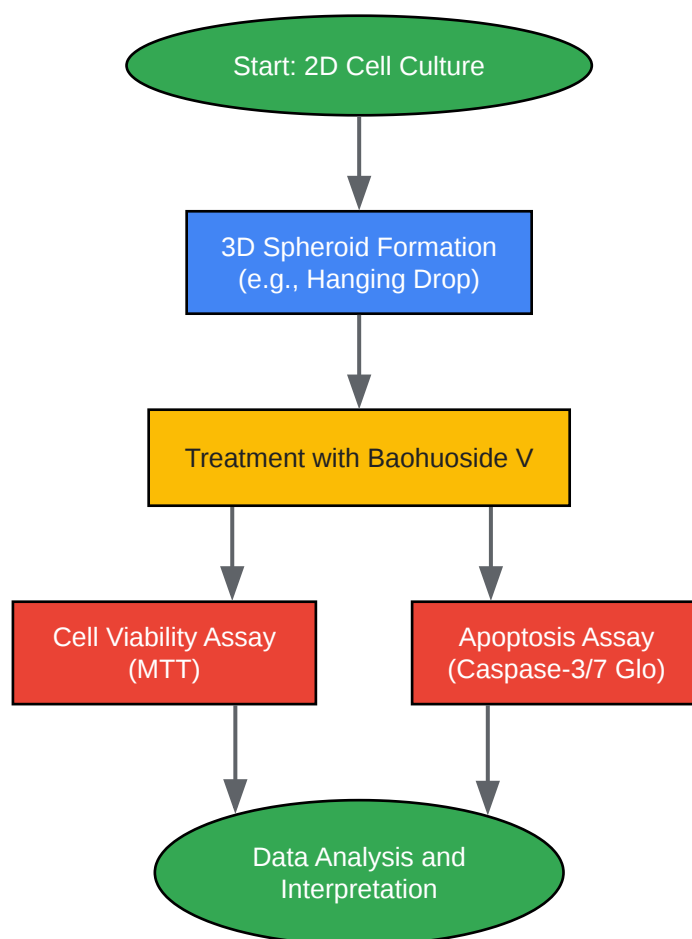 Start: 2D Cell Culture
3D Spheroid Formation
(e.g., Hanging Drop)
Treatment with Baohuoside V
Cell Viability Assay
(MTT)
Apoptosis Assay
(Caspase-3/7 Glo)
Data Analysis and
Interpretation